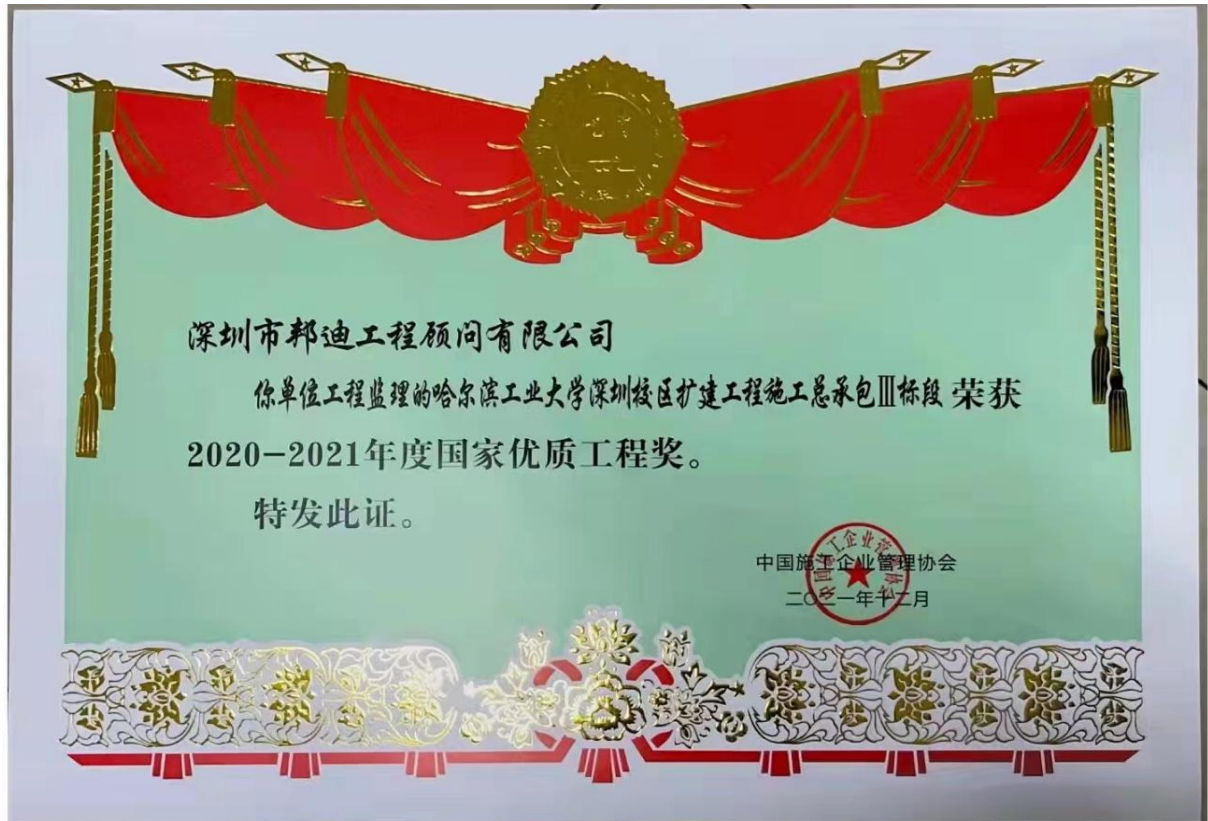 深圳市邦迪工程顾问有限公司
你单位工程监理的哈尔滨工业大学深圳校区扩建工程施工总承包Ⅲ标段 荣获
2020-2021年度国家优质工程奖。
特发此证。
中国施工企业管理协会
二〇二一年十二月